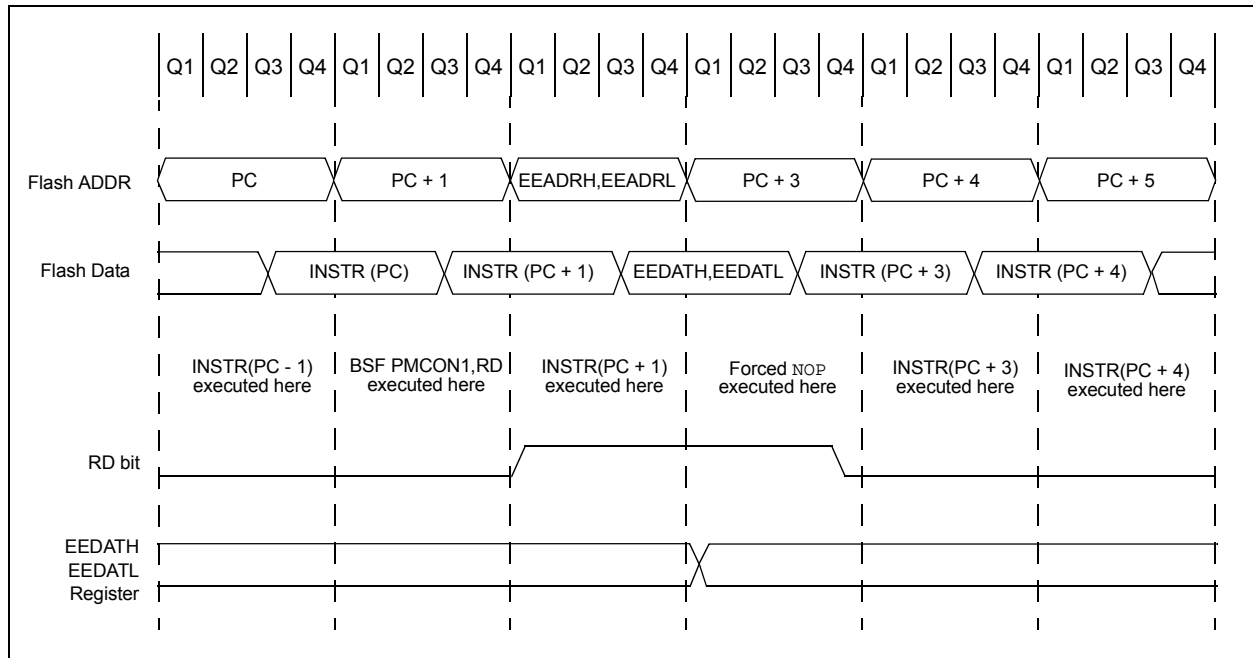 Q1 Q2 Q3 Q4 Q1 Q2 Q3 Q4 Q1 Q2 Q3 Q4 Q1 Q2 Q3 Q4 Q1 Q2 Q3 Q4 Q1 Q2 Q3 Q4
Flash ADDR PC PC + 1 EEADRH,EEADRL PC + 3 PC + 4 PC + 5
Flash Data INSTR (PC) INSTR (PC + 1) EEDATH,EEDATL INSTR (PC + 3) INSTR (PC + 4)
INSTR(PC - 1) BSF PMCON1,RD INSTR(PC + 1) Forced NOP INSTR(PC + 3) INSTR(PC + 4)
executed here executed here executed here executed here executed here executed here
RD bit
EEDATH
EEDATL
Register